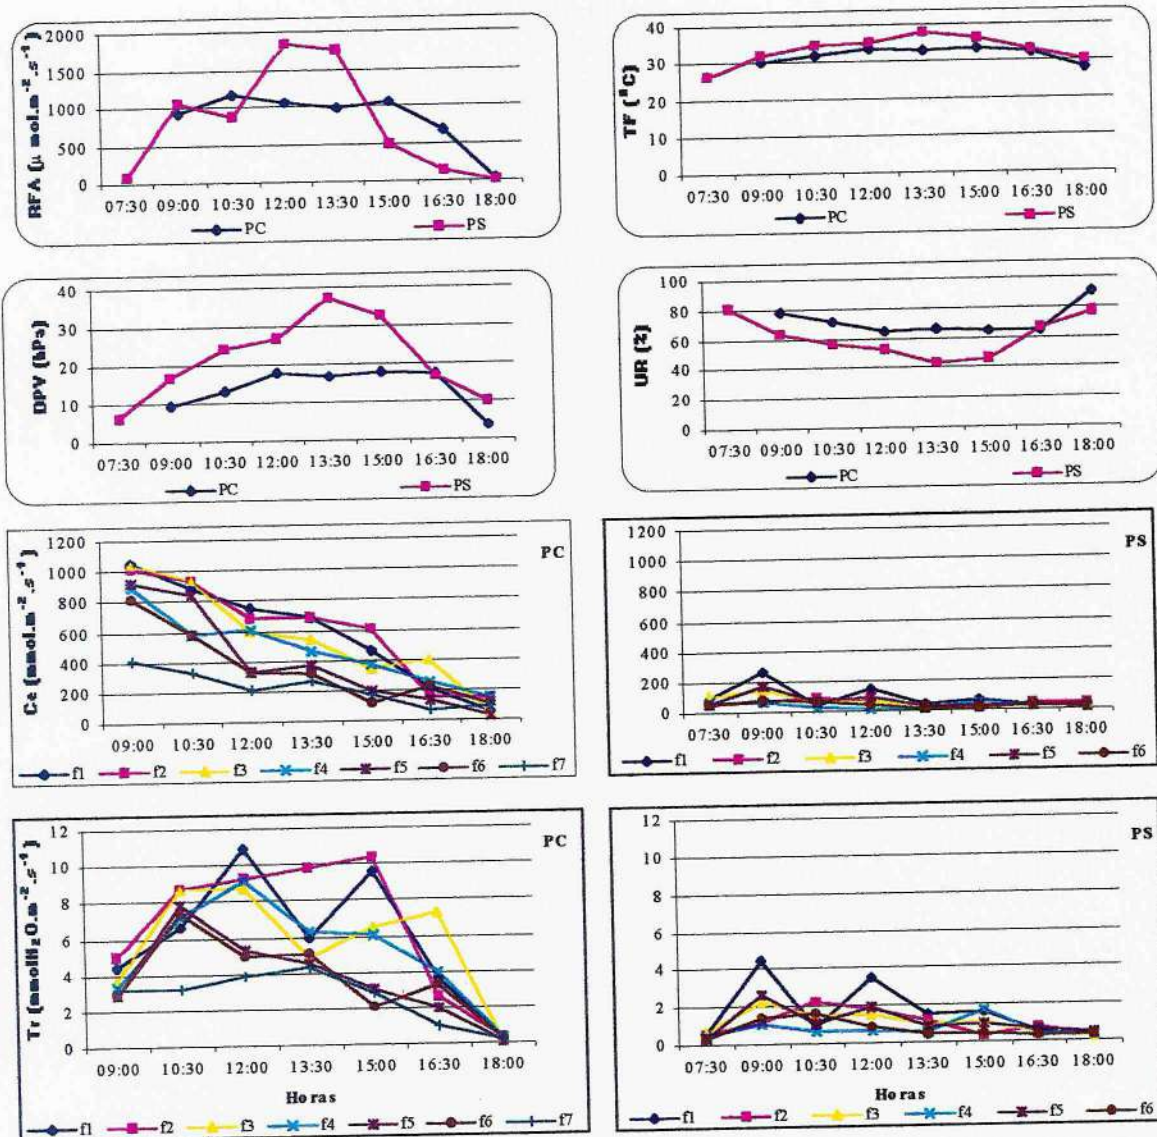 RFA (µ mol.m⁻².s⁻¹)
2000
1500
1000
500
0
07:30 09:00 10:30 12:00 13:30 15:00 16:30 18:00
PC PS
TF (ºC)
40
30
20
10
0
07:30 09:00 10:30 12:00 13:30 15:00 16:30 18:00
PC PS
DPV (hPa)
40
30
20
10
0
07:30 09:00 10:30 12:00 13:30 15:00 16:30 18:00
PC PS
UR (%)
100
80
60
40
20
0
07:30 09:00 10:30 12:00 13:30 15:00 16:30 18:00
PC PS
Ce (mmol.m⁻².s⁻¹)
PC
1200
1000
800
600
400
200
0
09:00 10:30 12:00 13:30 15:00 16:30 18:00
f1 f2 f3 f4 f5 f6 f7
PS
1200
1000
800
600
400
200
0
07:30 09:00 10:30 12:00 13:30 15:00 16:30 18:00
f1 f2 f3 f4 f5 f6
Tr (mmolH₂O.m⁻².s⁻¹)
PC
12
10
8
6
4
2
0
09:00 10:30 12:00 13:30 15:00 16:30 18:00
Horas
f1 f2 f3 f4 f5 f6 f7
PS
12
10
8
6
4
2
0
07:30 09:00 10:30 12:00 13:30 15:00 16:30 18:00
Horas
f1 f2 f3 f4 f5 f6